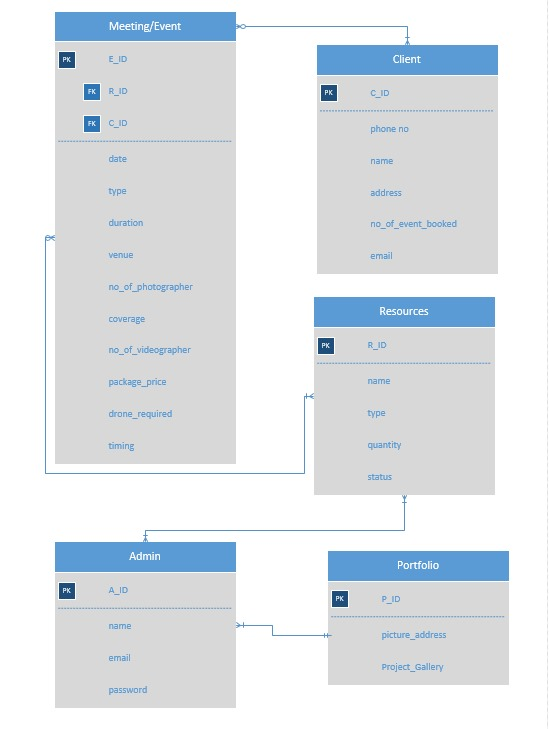 Meeting/Event
PK E_ID
FK R_ID
FK C_ID
date
type
duration
venue
no_of_photographer
coverage
no_of_videographer
package_price
drone_required
timing
Client
PK C_ID
phone no
name
address
no_of_event_booked
email
Resources
PK R_ID
name
type
quantity
status
Admin
PK A_ID
name
email
password
Portfolio
PK P_ID
picture_address
Project_Gallery